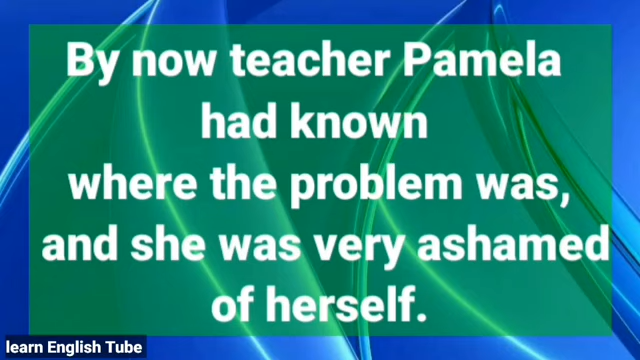 By now teacher Pamela
had known
where the problem was,
and she was very ashamed
of herself.
learn English Tube